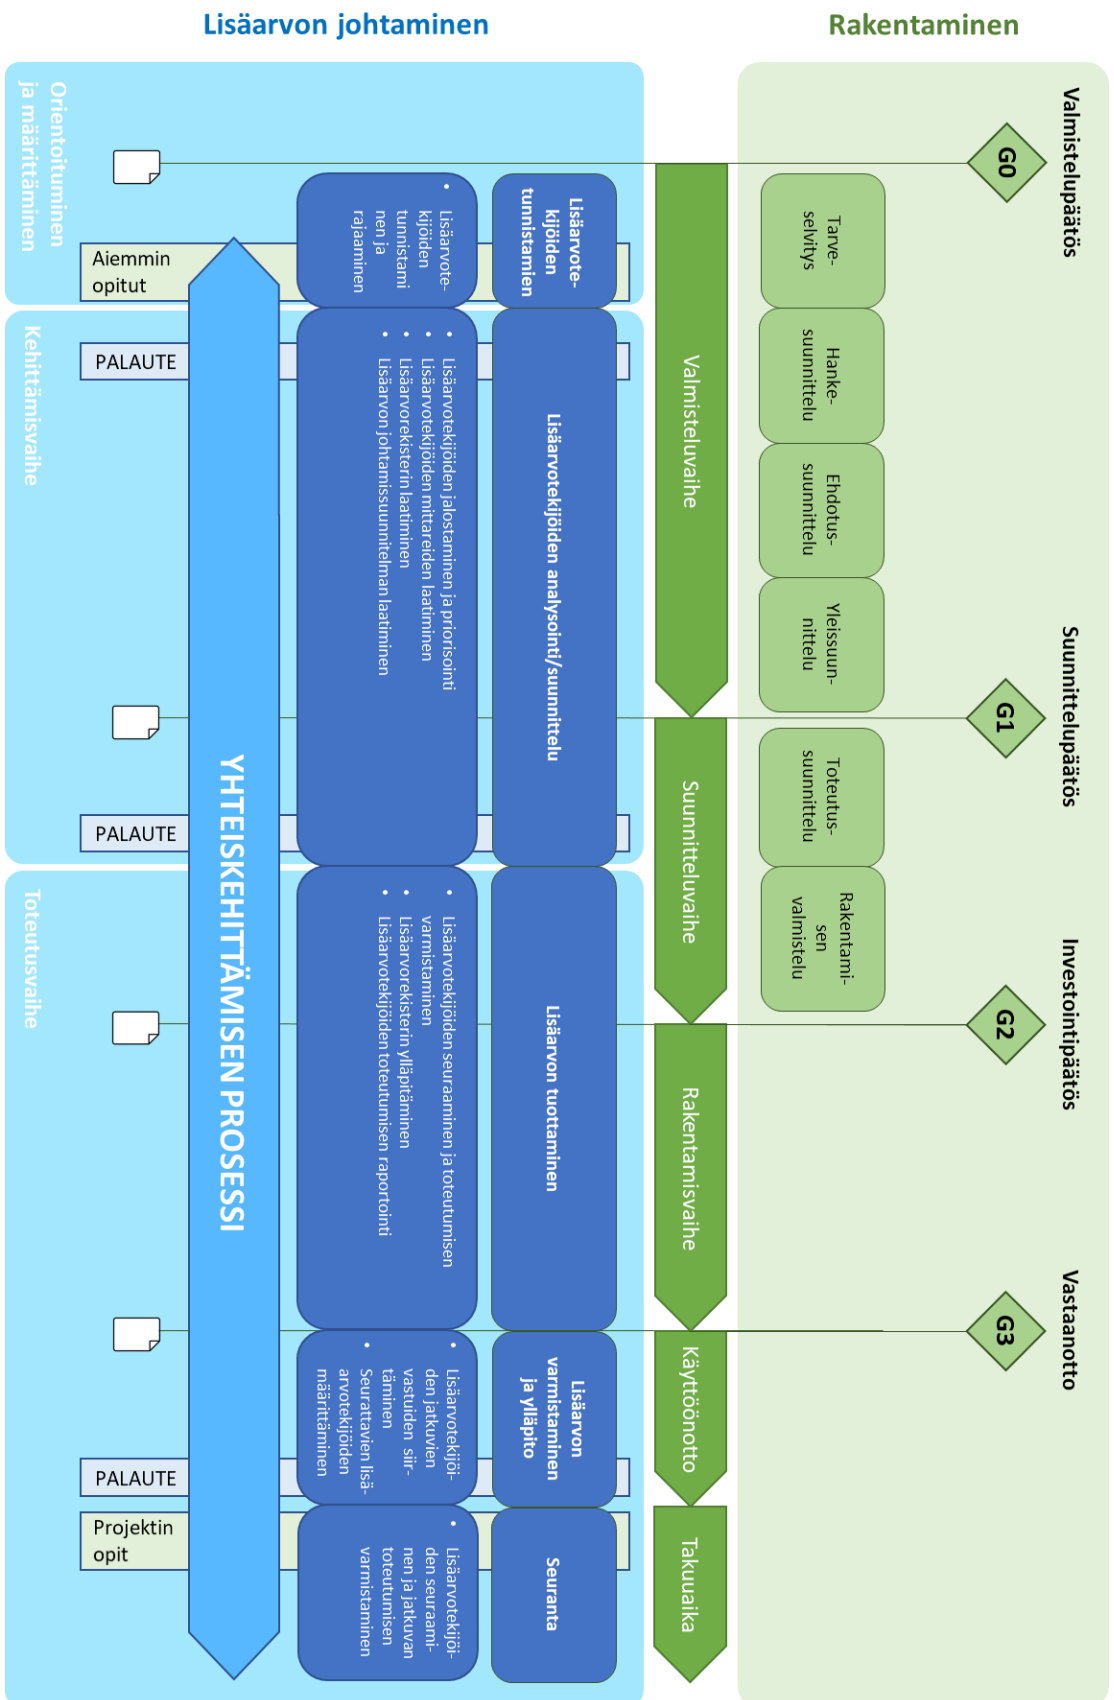 Lisäarvon johtaminen
Rakentaminen
Valmistelupäätös
Suunnittelupäätös
Investointipäätös
Vastaanotto
G0
G1
G2
G3
Tarve-
selvitys
Hanke-
suunnittelu
Ehdotus-
suunnittelu
Yleissuun-
nittelu
Toteutus-
suunnittelu
Rakentami-
sen
valmistelu
Valmisteluvaihe
Suunnitteluvaihe
Rakentamisvaihe
Käyttöönotto
Takuuaika
Lisäarvote-
kijöiden
tunnistamien
Lisäarvotekijöiden analysointi/suunnittelu
Lisäarvon tuottaminen
Lisäarvon
varmistaminen
ja ylläpito
Seuranta
• Lisäarvote-
kijöiden
tunnistami
nen ja
rajaaminen
• Lisäarvotekijöiden jalostaminen ja priorisointi
• Lisäarvotekijöiden mittareiden laatiminen
• Lisäarvorekisterin laatiminen
• Lisäarvon johtamissuunnitelman laatiminen
• Lisäarvotekijöiden seuraaminen ja toteutumisen
varmistaminen
• Lisäarvorekisterin ylläpitäminen
• Lisäarvotekijöiden toteutumisen raportointi
• Lisäarvotekijöi-
den jatkuvien
vastuiden siir-
täminen
• Seurattavien lisä-
arvotekijöiden
määrittäminen
• Lisäarvotekijöi-
den seuraami-
nen ja jatkuvan
toteutumisen
varmistaminen
YHTEISKEHITTÄMISEN PROSESSI
Aiemmin
opitut
PALAUTE
PALAUTE
PALAUTE
Projektin
opit
Orientoituminen
ja määrittäminen
Kehittämisvaihe
Toteutusvaihe